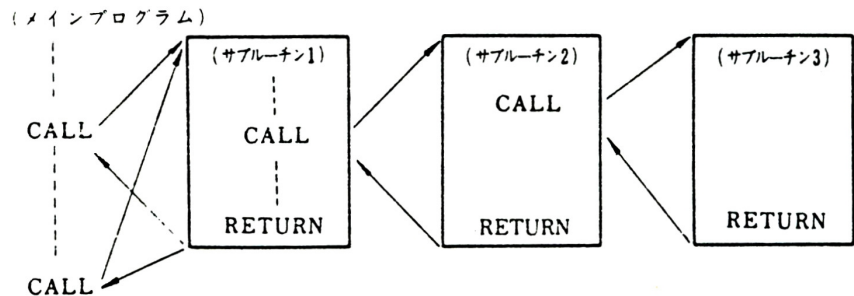 (メインプログラム)
CALL
CALL
(サブルーチン1)
CALL
RETURN
(サブルーチン2)
CALL
RETURN
(サブルーチン3)
RETURN